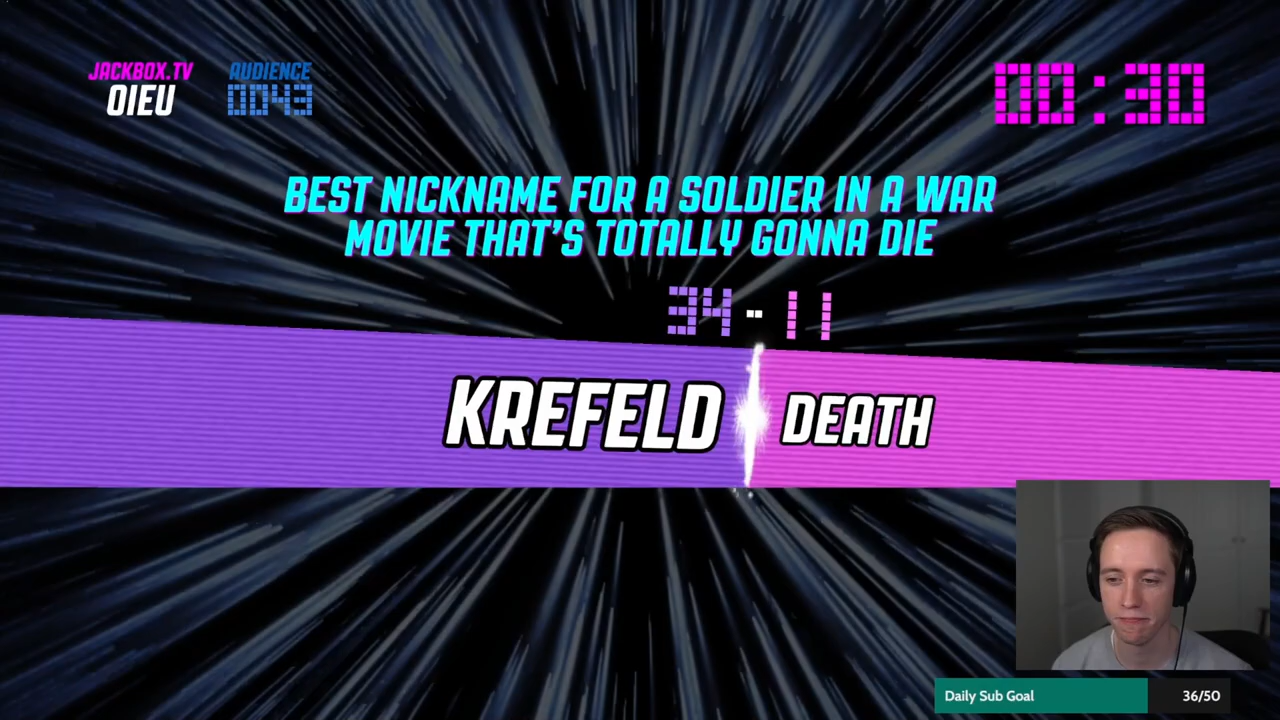 JACKBOX.TV
OIEU
AUDIENCE
0043
00:30
BEST NICKNAME FOR A SOLDIER IN A WAR
MOVIE THAT'S TOTALLY GONNA DIE
34-11
KREFELD
DEATH
Daily Sub Goal
36/50